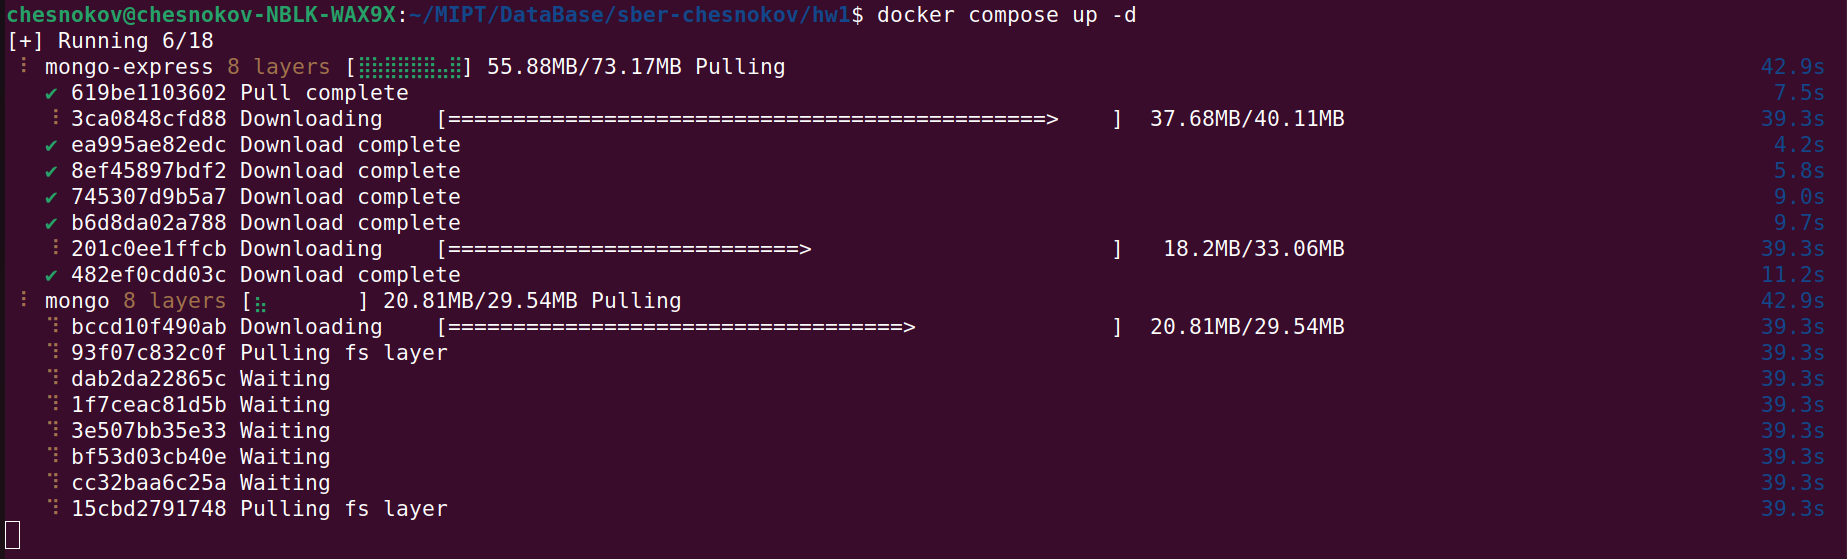 chesnokov@chesnokov-NBLK-WAX9X:~/MIPT/DataBase/sber-chesnokov/hw1$ docker compose up -d
[+] Running 6/18
⠸ mongo-express 8 layers [⣿⣷⣿⣿⣿⣿⣤⣿] 55.88MB/73.17MB Pulling 42.9s
✔ 619be1103602 Pull complete 7.5s
⠸ 3ca0848cfd88 Downloading [==============================================> ] 37.68MB/40.11MB 39.3s
✔ ea995ae82edc Download complete 4.2s
✔ 8ef45897bdf2 Download complete 5.8s
✔ 745307d9b5a7 Download complete 9.0s
✔ b6d8da02a788 Download complete 9.7s
⠸ 201c0ee1ffcb Downloading [===========================> ] 18.2MB/33.06MB 39.3s
✔ 482ef0cdd03c Download complete 11.2s
⠸ mongo 8 layers [⣦ ] 20.81MB/29.54MB Pulling 42.9s
⠹ bccd10f490ab Downloading [===================================> ] 20.81MB/29.54MB 39.3s
⠹ 93f07c832c0f Pulling fs layer 39.3s
⠹ dab2da22865c Waiting 39.3s
⠹ 1f7ceac81d5b Waiting 39.3s
⠹ 3e507bb35e33 Waiting 39.3s
⠹ bf53d03cb40e Waiting 39.3s
⠹ cc32baa6c25a Waiting 39.3s
⠹ 15cbd2791748 Pulling fs layer 39.3s